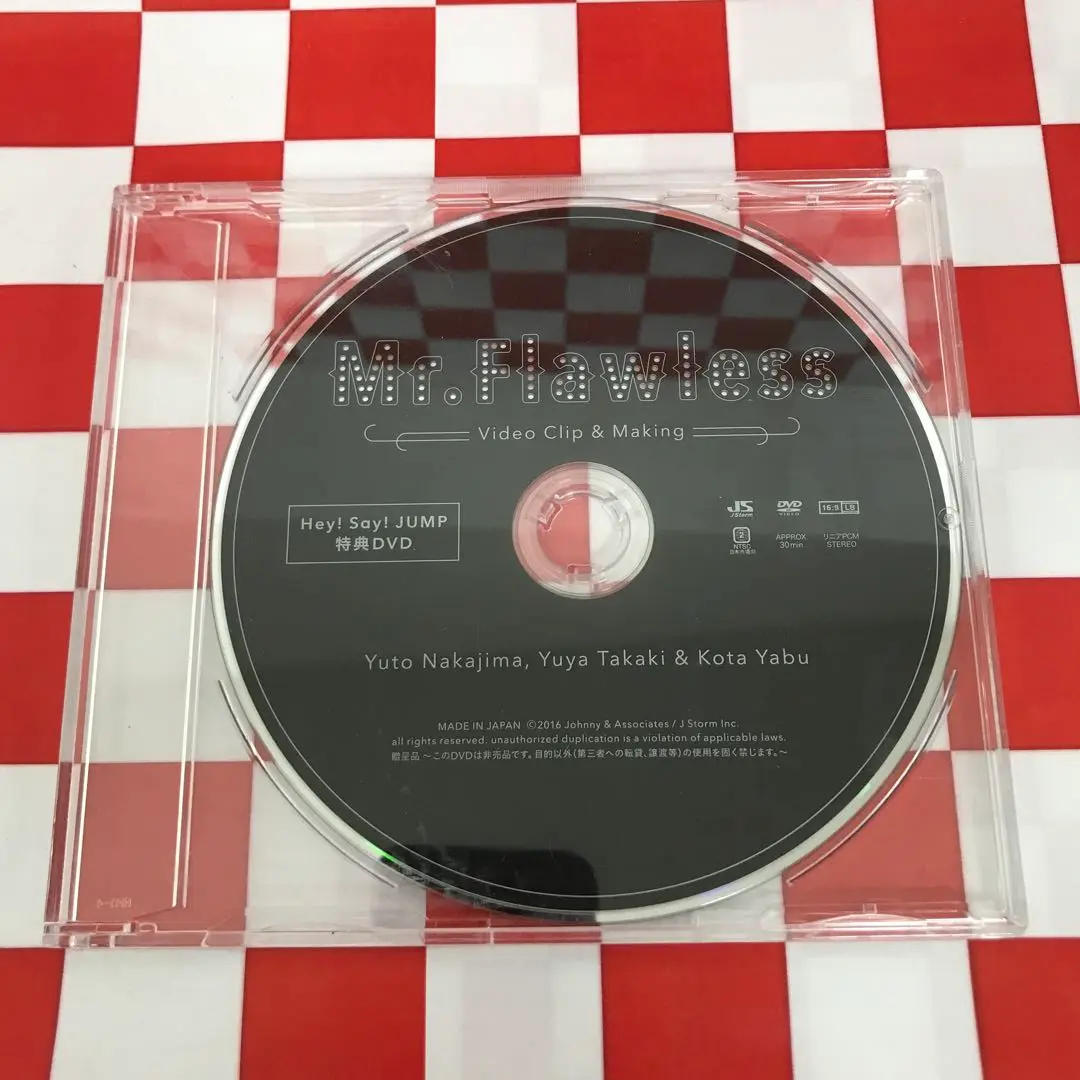 Mr.Flawless
Video Clip & Making
Hey! Say! JUMP
特典DVD
JS
J Storm
DVD
VIDEO
16:9 LB
2
NTSC
日本市場向
APPROX
30min
リニアPCM
STEREO
Yuto Nakajima, Yuya Takaki & Kota Yabu
MADE IN JAPAN ©2016 Johnny & Associates / J Storm Inc.
all rights reserved. unauthorized duplication is a violation of applicable laws.
贈呈品 ～このDVDは非売品です。目的以外(第三者への転貸、譲渡等)の使用を固く禁じます。～